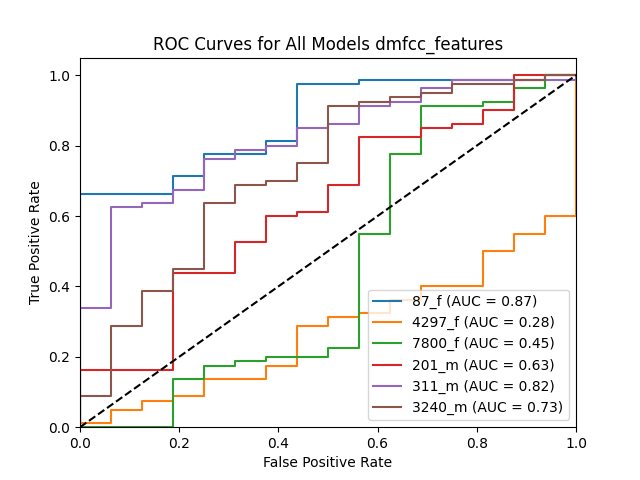 ROC Curves for All Models dmfcc_features
True Positive Rate
1.0
0.8
0.6
0.4
0.2
0.0
87_f (AUC = 0.87)
4297_f (AUC = 0.28)
7800_f (AUC = 0.45)
201_m (AUC = 0.63)
311_m (AUC = 0.82)
3240_m (AUC = 0.73)
0.0 0.2 0.4 0.6 0.8 1.0
False Positive Rate